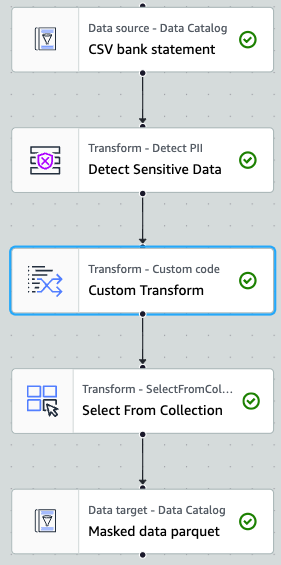 Data source - Data Catalog
CSV bank statement
Transform - Detect PII
Detect Sensitive Data
Transform - Custom code
Custom Transform
Transform - SelectFromCol...
Select From Collection
Data target - Data Catalog
Masked data parquet